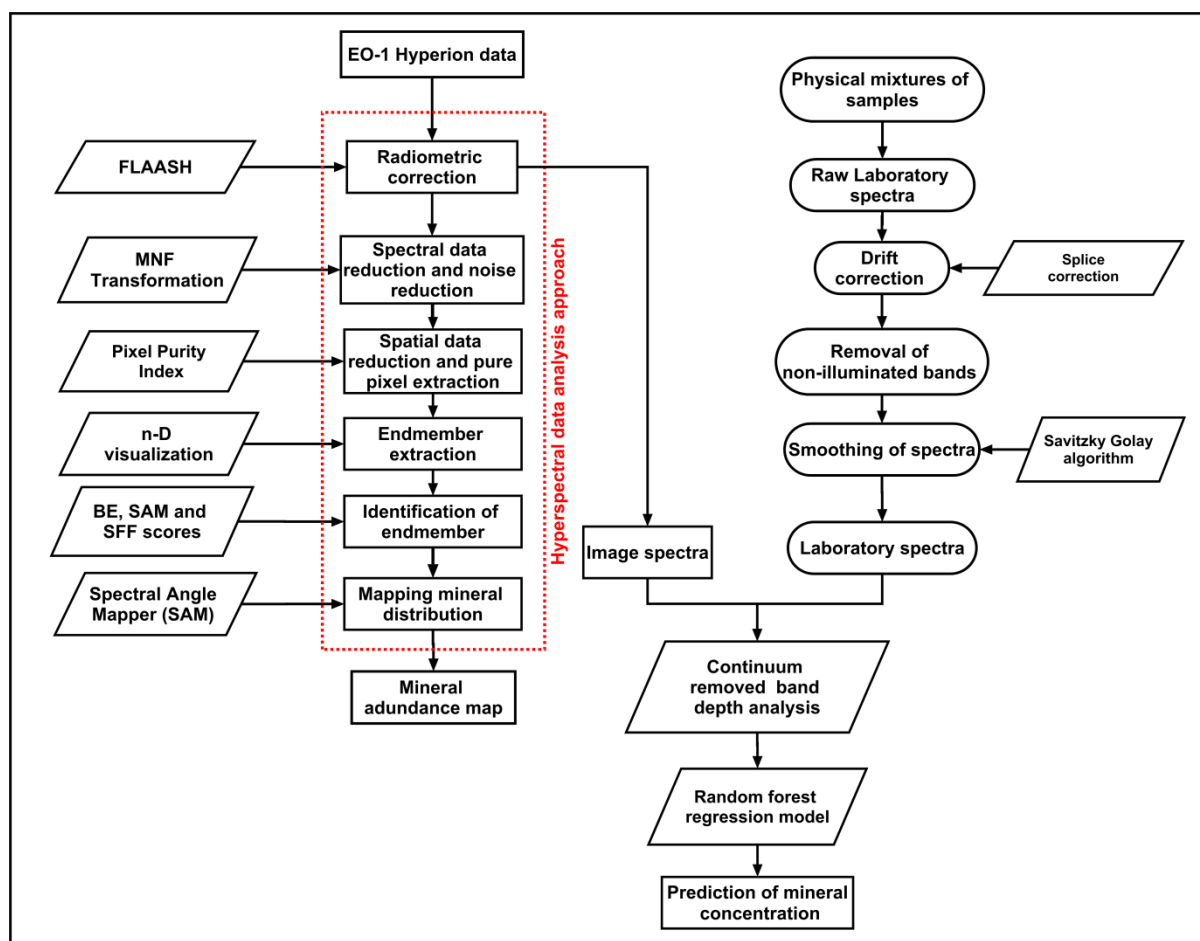 EO-1 Hyperion data
FLAASH
Radiometric
correction
MNF
Transformation
Spectral data
reduction and noise
reduction
Pixel Purity
Index
Spatial data
reduction and pure
pixel extraction
n-D
visualization
Endmember
extraction
BE, SAM and
SFF scores
Identification of
endmember
Spectral Angle
Mapper (SAM)
Mapping mineral
distribution
Mineral
adundance map
Hyperspectral data analysis approach
Image spectra
Physical mixtures of
samples
Raw Laboratory
spectra
Drift
correction
Splice
correction
Removal of
non-illuminated bands
Smoothing of spectra
Savitzky Golay
algorithm
Laboratory spectra
Continuum
removed band
depth analysis
Random forest
regression model
Prediction of mineral
concentration